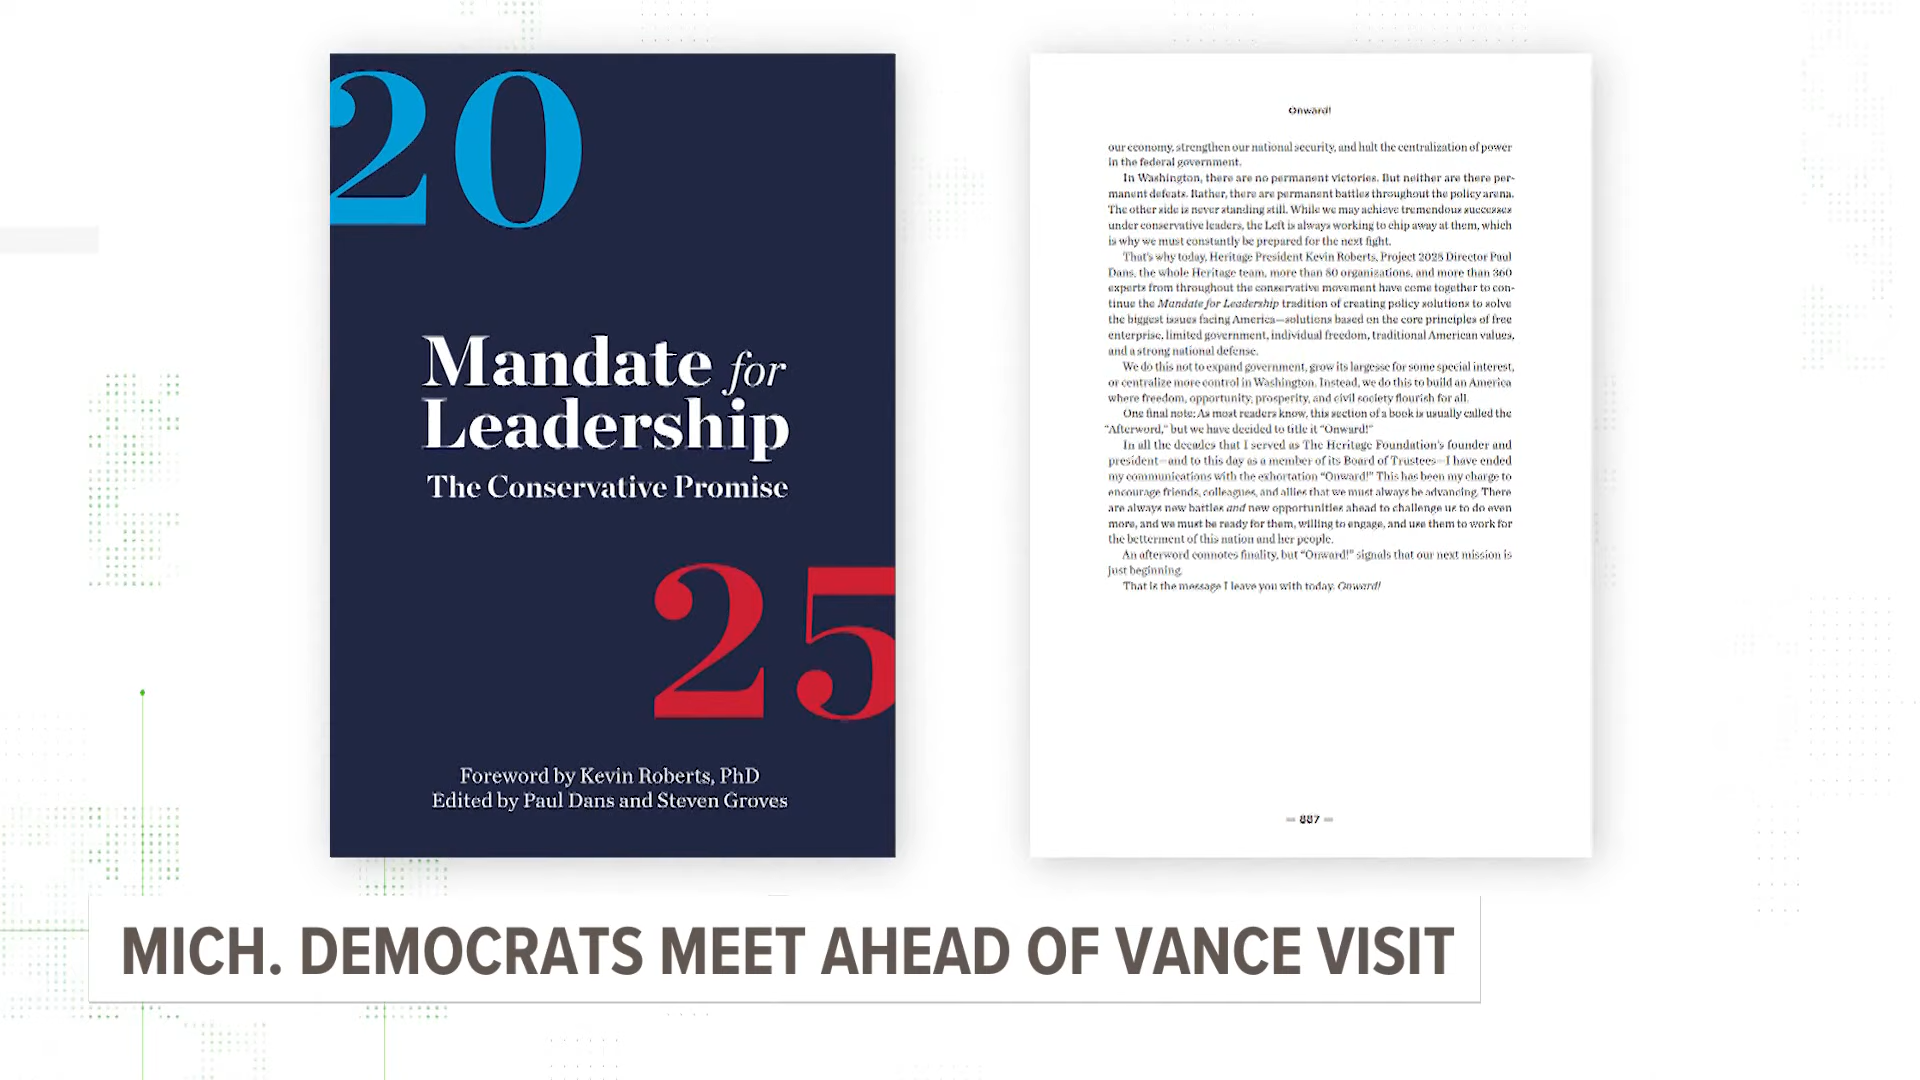 20
Mandate for
Leadership
The Conservative Promise
25
Foreword by Kevin Roberts, PhD
Edited by Paul Dans and Steven Groves
Onward!
our economy, strengthen our national security, and halt the centralization of power
in the federal government.
In Washington, there are no permanent victories. But neither are there per-
manent defeats. Rather, there are permanent battles throughout the policy arena.
The other side is never standing still. While we may achieve tremendous successes
under conservative leaders, the Left is always working to chip away at them, which
is why we must constantly be prepared for the next fight.
That's why today, Heritage President Kevin Roberts, Project 2025 Director Paul
Dans, the whole Heritage team, more than 80 organizations, and more than 360
experts from throughout the conservative movement have come together to con-
tinue the Mandate for Leadership tradition of creating policy solutions to solve
the biggest issues facing America—solutions based on the core principles of free
enterprise, limited government, individual freedom, traditional American values,
and a strong national defense.
We do this not to expand government, grow its largesse for some special interest,
or centralize more control in Washington. Instead, we do this to build an America
where freedom, opportunity, prosperity, and civil society flourish for all.
One final note: As most readers know, this section of a book is usually called the
“Afterword,” but we have decided to title it “Onward!”
In all the decades that I served as The Heritage Foundation's founder and
president—and to this day as a member of its Board of Trustees—I have ended
my communications with the exhortation “Onward!” This has been my charge to
encourage friends, colleagues, and allies that we must always be advancing. There
are always new battles and new opportunities ahead to challenge us to do even
more, and we must be ready for them, willing to engage, and use them to work for
the betterment of this nation and her people.
An afterword connotes finality, but “Onward!” signals that our next mission is
just beginning.
That is the message I leave you with today. Onward!
— 887 —
MICH. DEMOCRATS MEET AHEAD OF VANCE VISIT